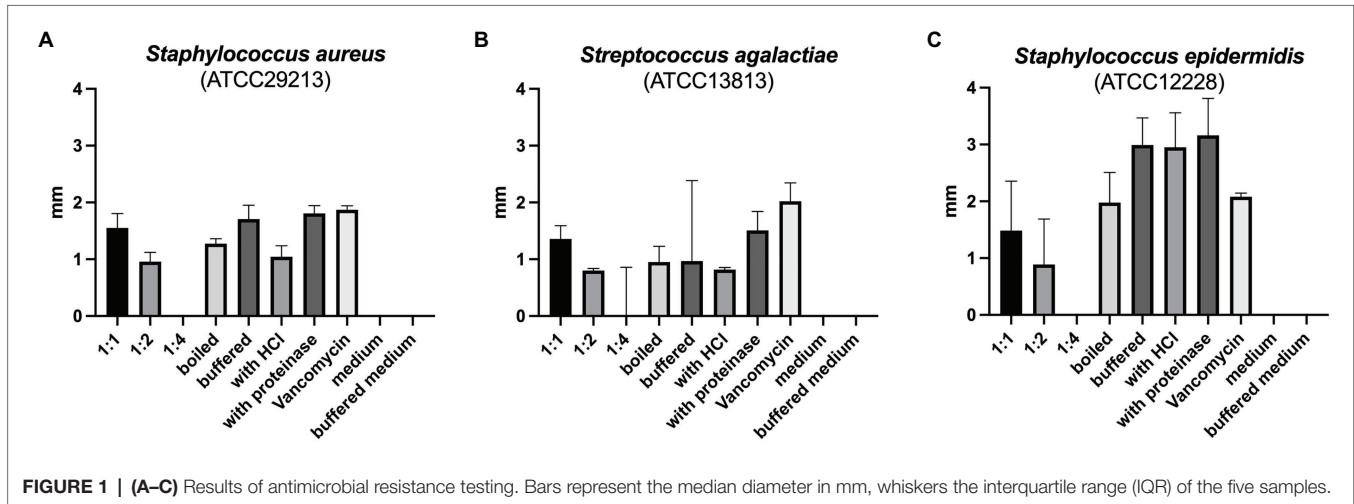 A
Staphylococcus aureus
(ATCC29213)
4
3
2
1
0
mm
1:1
1:2
1:4
boiled
buffered
with HCl
with proteinase
Vancomycin
medium
buffered medium
B
Streptococcus agalactiae
(ATCC13813)
4
3
2
1
0
mm
1:1
1:2
1:4
boiled
buffered
with HCl
with proteinase
Vancomycin
medium
buffered medium
C
Staphylococcus epidermidis
(ATCC12228)
4
3
2
1
0
mm
1:1
1:2
1:4
boiled
buffered
with HCl
with proteinase
Vancomycin
medium
buffered medium
FIGURE 1 | (A–C) Results of antimicrobial resistance testing. Bars represent the median diameter in mm, whiskers the interquartile range (IQR) of the five samples.